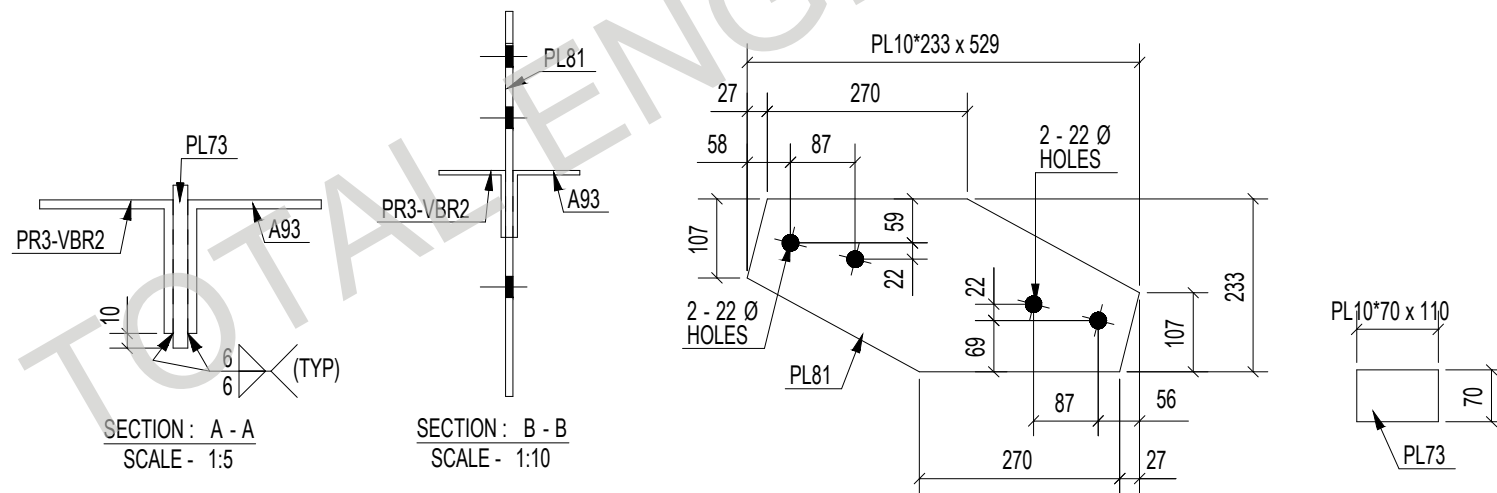 TOTAL ENG
PL73
PR3-VBR2
A93
10
6
6
(TYP)
SECTION : A - A
SCALE - 1:5
PL81
PR3-VBR2
A93
SECTION : B - B
SCALE - 1:10
PL10*233 x 529
27
270
58
87
2 - 22 Ø
HOLES
107
59
22
2 - 22 Ø
HOLES
PL81
22
69
107
233
87
56
270
27
PL10*70 x 110
70
PL73